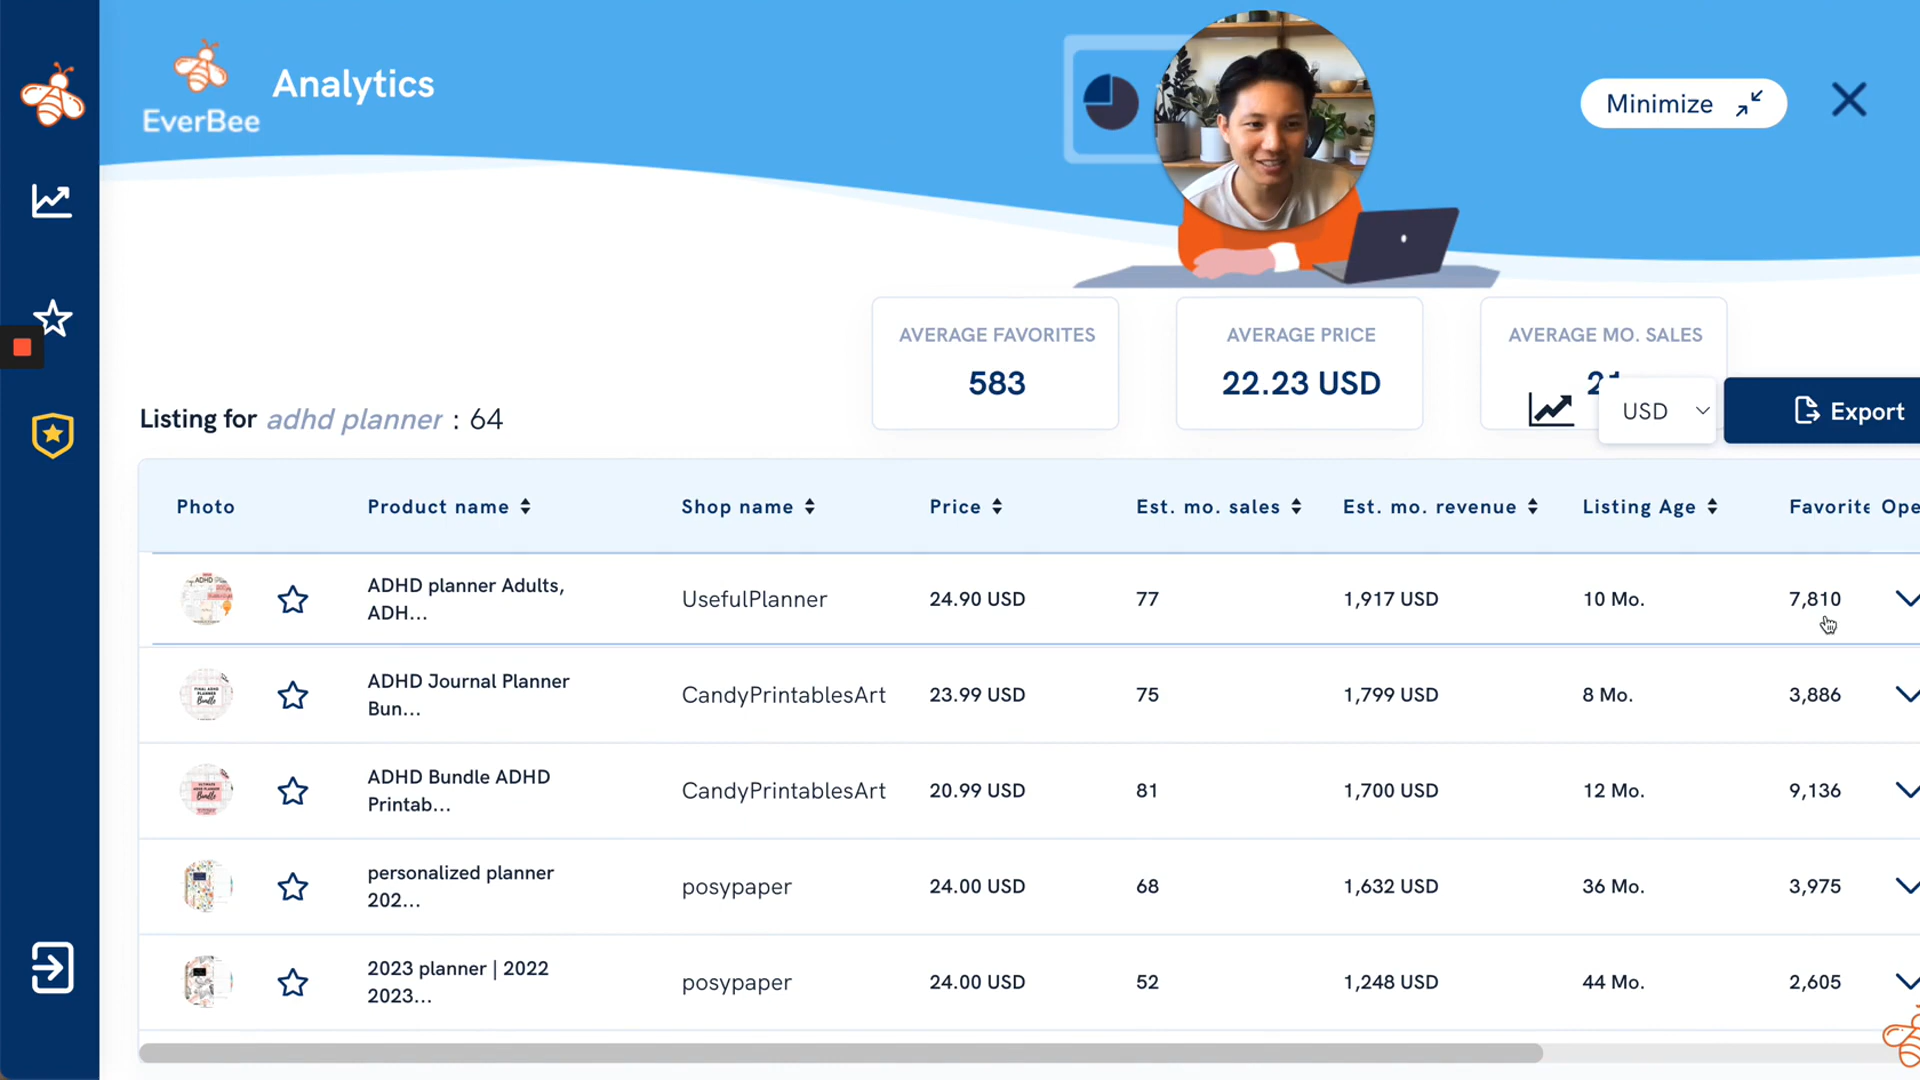 EverBee
Analytics
Minimize
AVERAGE FAVORITES
583
AVERAGE PRICE
22.23 USD
AVERAGE MO. SALES
Listing for adhd planner : 64
USD
Export
Photo Product name Shop name Price Est. mo. sales Est. mo. revenue Listing Age Favorite Ope
ADHD planner Adults,
ADH...
UsefulPlanner 24.90 USD 77 1,917 USD 10 Mo. 7,810
ADHD Journal Planner
Bun...
CandyPrintablesArt 23.99 USD 75 1,799 USD 8 Mo. 3,886
ADHD Bundle ADHD
Printab...
CandyPrintablesArt 20.99 USD 81 1,700 USD 12 Mo. 9,136
personalized planner
202...
posypaper 24.00 USD 68 1,632 USD 36 Mo. 3,975
2023 planner | 2022
2023...
posypaper 24.00 USD 52 1,248 USD 44 Mo. 2,605